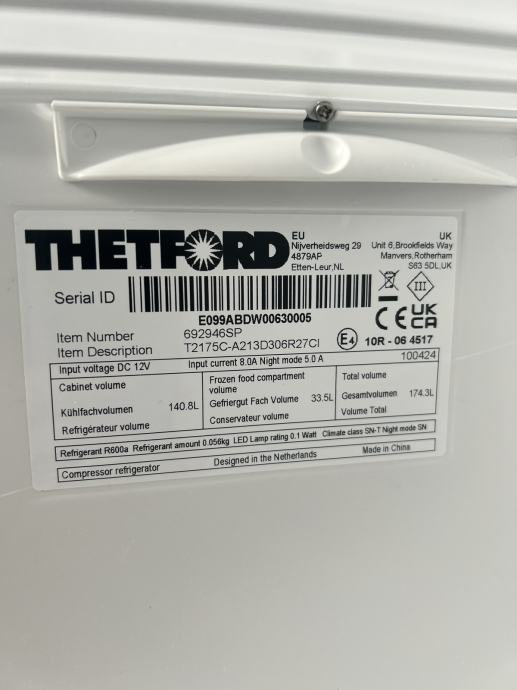 THETFORD
EU
Nijverheidsweg 29
4879AP
Etten-Leur,NL
UK
Unit 6,Brookfields Way
Manvers,Rotherham
S63 5DL,UK
Serial ID
E099ABDW00630005
III
CE UK CA
Item Number 692946SP
Item Description T2175C-A213D306R27CI
E4 10R - 06 4517
100424
Input voltage DC 12V Input current 8.0A Night mode 5.0 A
Cabinet volume
Kühlfachvolumen 140.8L
Refrigérateur volume
Frozen food compartment
volume
Gefriergut Fach Volume 33.5L
Conservateur volume
Total volume
Gesamtvolumen 174.3L
Volume Total
Refrigerant R600a Refrigerant amount 0.056kg LED Lamp rating 0.1 Watt Climate class SN-T Night mode SN
Compressor refrigerator Designed in the Netherlands Made in China